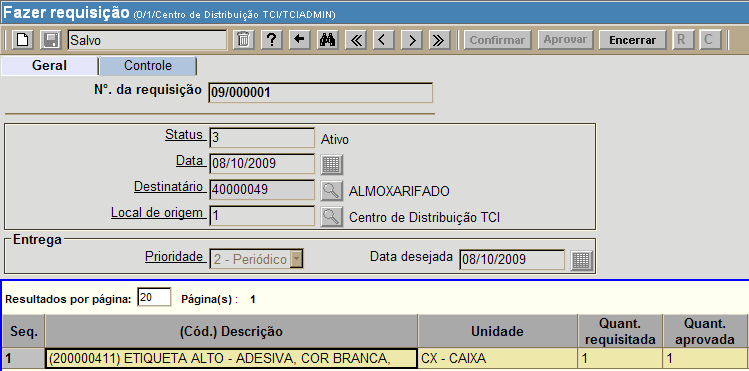 Fazer requisição (0/1/Centro de Distribuição TCI/TCIADMIN)
Salvo ? Confirmar Aprovar Encerrar R C
Geral Controle
N°. da requisição 09/000001
Status 3 Ativo
Data 08/10/2009
Destinatário 40000049 ALMOXARIFADO
Local de origem 1 Centro de Distribuição TCI
Entrega
Prioridade 2 - Periódico Data desejada 08/10/2009
Resultados por página: 20 Página(s) : 1
Seq. (Cód.) Descrição Unidade Quant. requisitada Quant. aprovada
1 (200000411) ETIQUETA ALTO - ADESIVA, COR BRANCA, CX - CAIXA 1 1